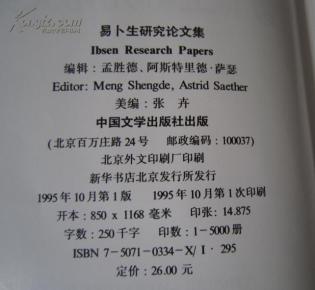 易卜生研究论文集
Ibsen Research Papers
编辑：孟胜德、阿斯特里德·萨瑟
Editor: Meng Shengde, Astrid Saether
美编：张 卉
中国文学出版社出版
（北京百万庄路24号 邮政编码：100037）
北京外文印刷厂印刷
新华书店北京发行所发行
1995年10月第1版 1995年10月第1次印刷
开本：850 x 1168 毫米 印张：14.875
字数：250千字 印数：1-5000册
ISBN 7-5071-0334-X/I·295
定价：26.00元